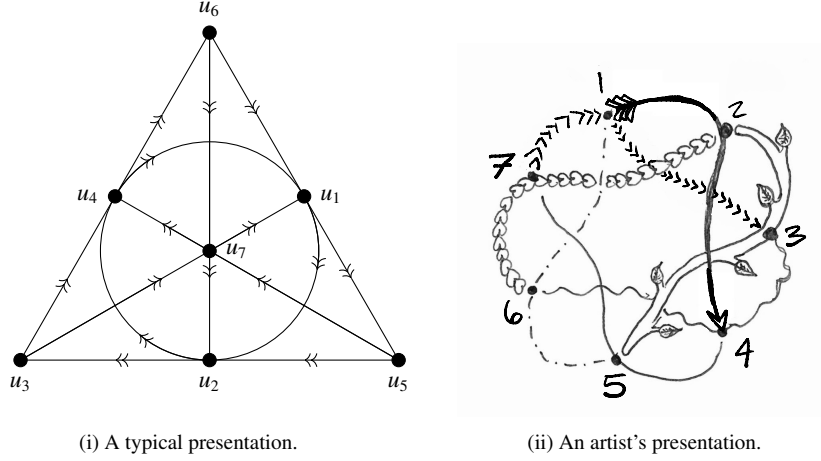 u₆
u₄
u₁
u₇
u₃
u₂
u₅
1
2
7
3
6
4
5
(i) A typical presentation.
(ii) An artist's presentation.